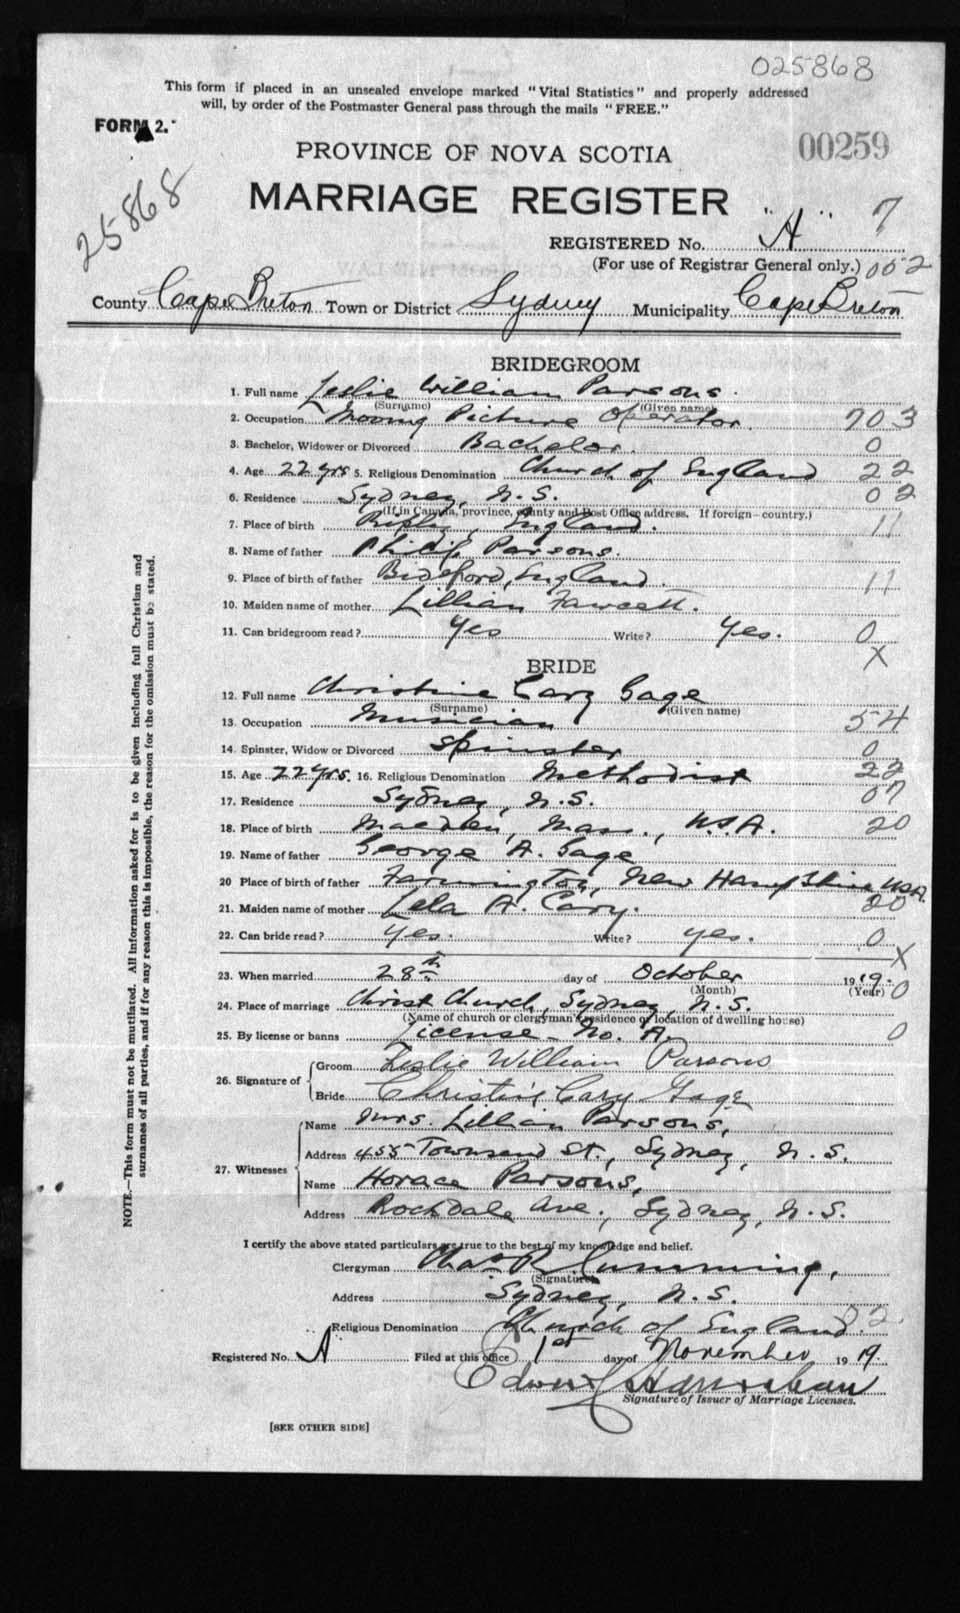 025868
This form if placed in an unsealed envelope marked "Vital Statistics" and properly addressed
will, by order of the Postmaster General pass through the mails "FREE."
FORM 2.
00259
PROVINCE OF NOVA SCOTIA
25868
MARRIAGE REGISTER
REGISTERED No. "A" 7
(For use of Registrar General only.) 002
County Cape Breton Town or District Sydney Municipality Cape Breton
BRIDEGROOM
1. Full name Leslie William Parsons.
(Surname) (Given name)
2. Occupation Moving Picture Operator. 703
3. Bachelor, Widower or Divorced Bachelor. 0
4. Age 22 yrs 5. Religious Denomination Church of England 22
6. Residence Sydney, N.S. 02
(If in Canada, province, county and Post Office address. If foreign—country.)
7. Place of birth England. 11
8. Name of father Philip Parsons.
9. Place of birth of father Bideford, England. 11
10. Maiden name of mother Lillian Fawcett.
11. Can bridegroom read? Yes Write? Yes. 0
X
BRIDE
12. Full name Christine Cary Gage
(Surname) (Given name)
13. Occupation Musician 54
14. Spinster, Widow or Divorced Spinster 0
15. Age 22 yrs. 16. Religious Denomination Methodist 22
17. Residence Sydney, N.S. 07
18. Place of birth Maedlen, Mass., U.S.A. 20
19. Name of father George A. Gage
20 Place of birth of father Farmington, New Hampshire U.S.A.
20
21. Maiden name of mother Lela A. Cary.
22. Can bride read? Yes. Write? yes. 0
X
23. When married 28th day of October 1919.
(Month) (Year) 0
24. Place of marriage Christ Church, Sydney, N.S.
(Name of church or clergyman's residence or location of dwelling house)
25. By license or banns License No. A. 0
26. Signature of Groom Leslie William Parsons
Bride Christine Cary Gage
27. Witnesses Name Mrs. Lillian Parsons,
Address 455 Townsend St., Sydney, N.S.
Name Horace Parsons,
Address Rochdale Ave., Sydney, N.S.
I certify the above stated particulars are true to the best of my knowledge and belief.
Clergyman Chas R. Cumming,
(Signature)
Address Sydney, N.S.
02.
Religious Denomination Church of England.
Registered No. A Filed at this office 1st day of November 1919.
Signature of Issuer of Marriage Licenses.
[SEE OTHER SIDE]
NOTE.—This form must not be mutilated. All information asked for is to be given including full Christian and
surnames of all parties, and if for any reason this is impossible, the reason for the omission must be stated.